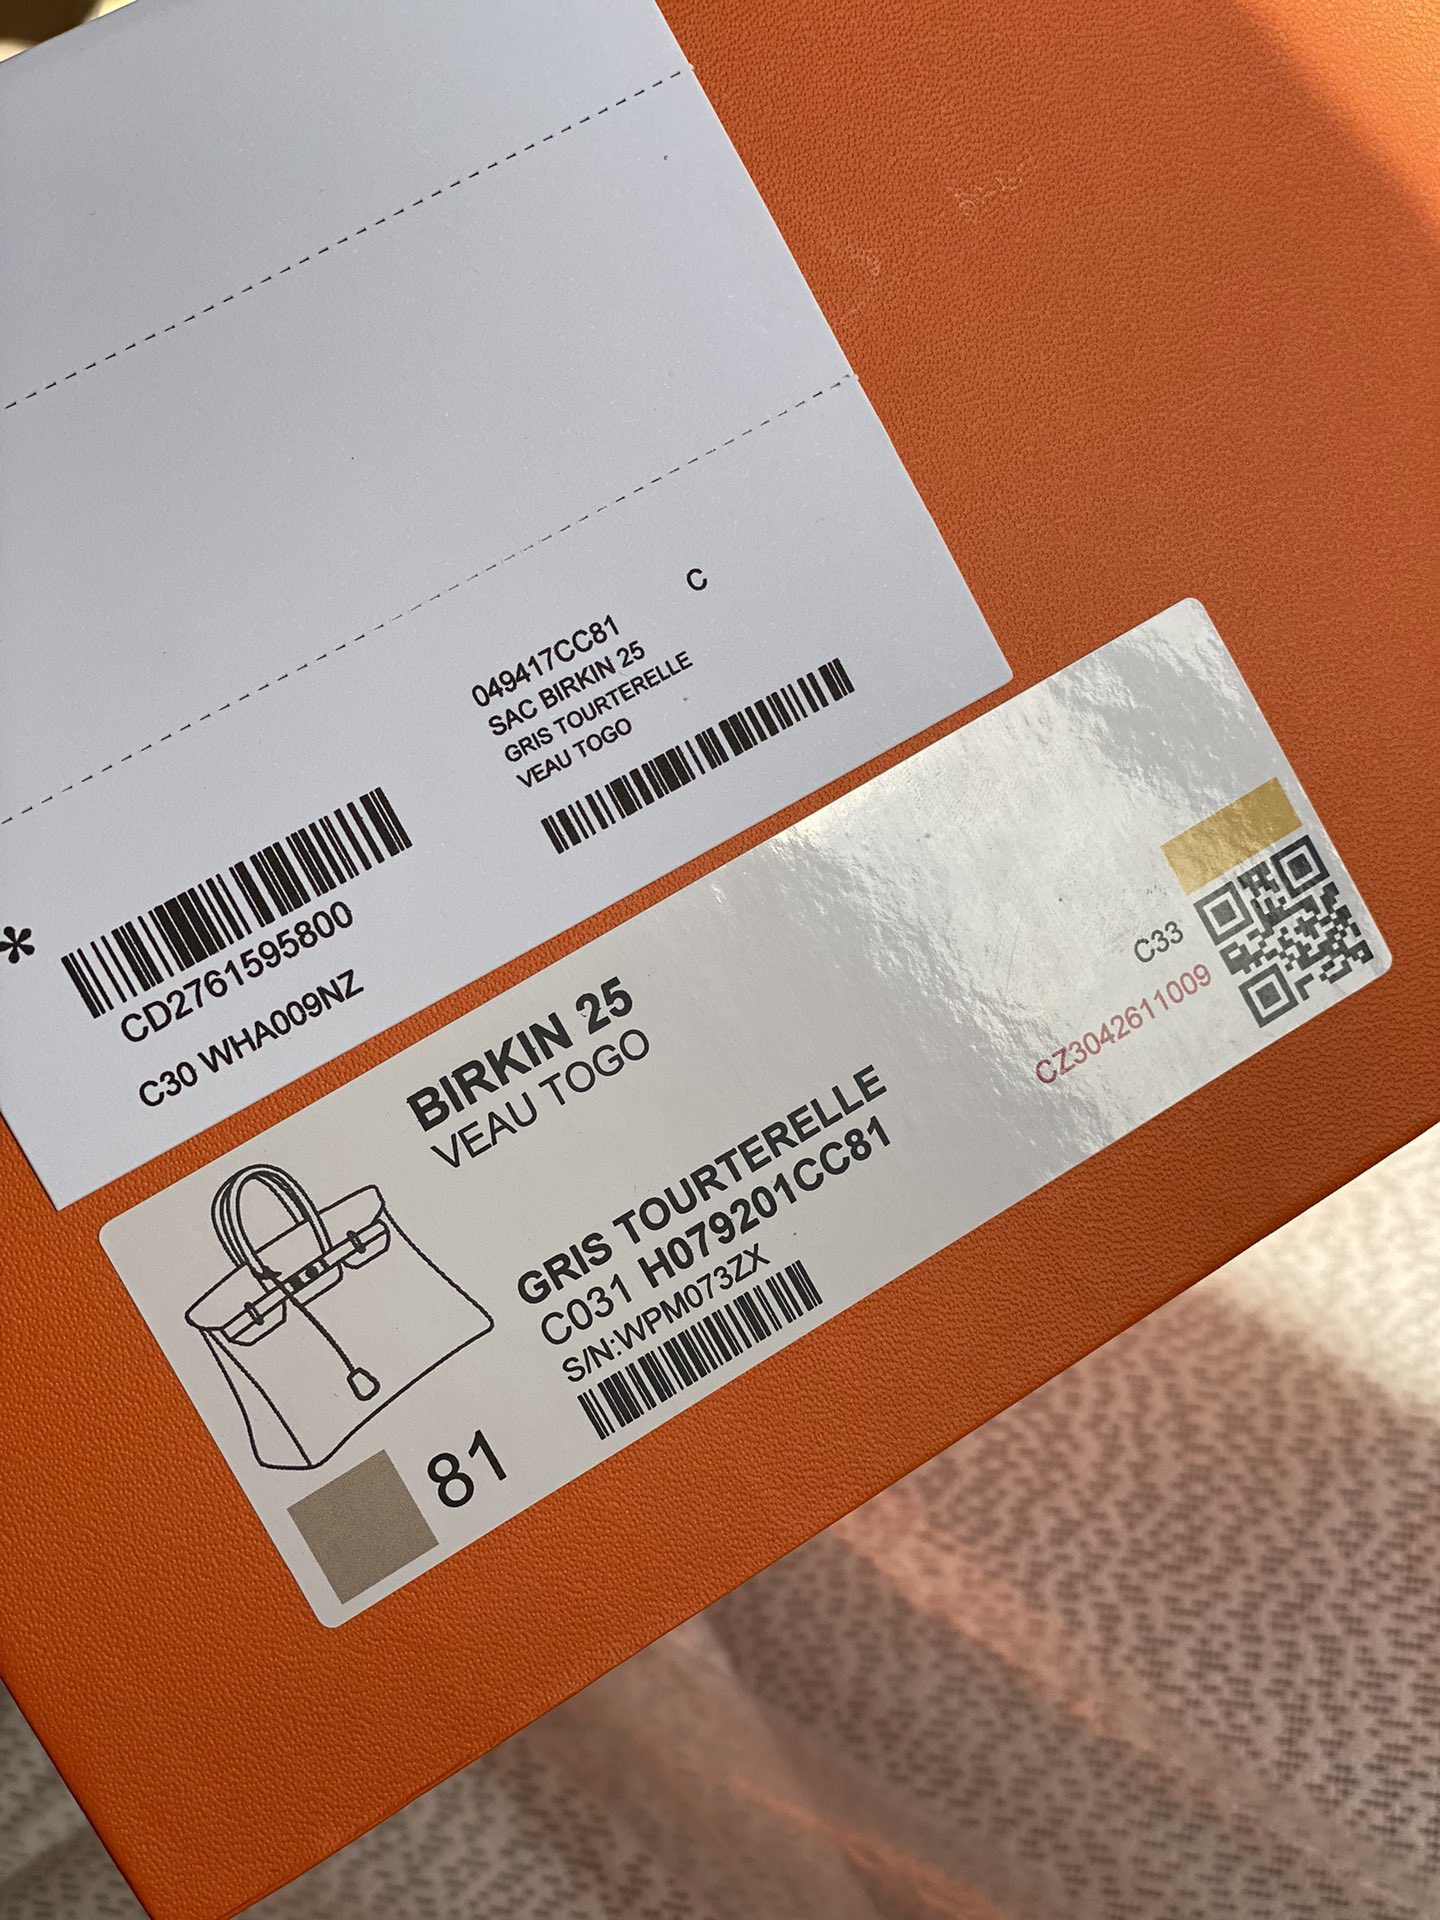 C
049417CC81
SAC BIRKIN 25
GRIS TOURTERELLE
VEAU TOGO
*
CD2761595800
C30 WHA009NZ
BIRKIN 25
VEAU TOGO
C33
CZ3042611009
GRIS TOURTERELLE
C031 H079201CC81
S/N:WPM073ZX
81